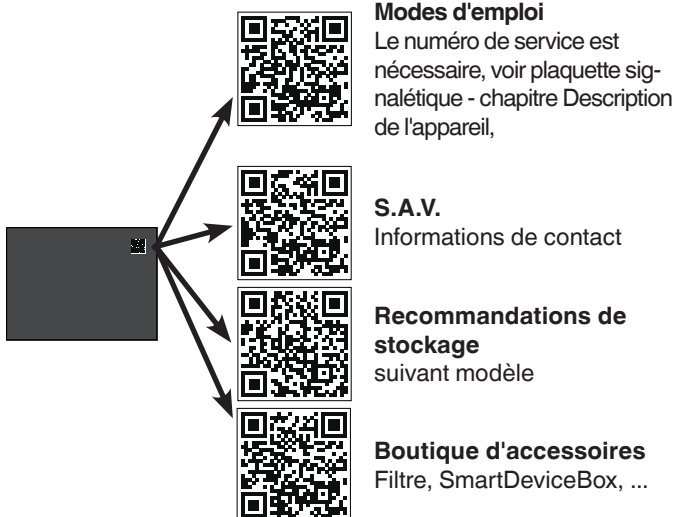 Modes d'emploi
Le numéro de service est
nécessaire, voir plaquette sig-
nalétique - chapitre Description
de l'appareil,
S.A.V.
Informations de contact
Recommandations de
stockage
suivant modèle
Boutique d'accessoires
Filtre, SmartDeviceBox, ...